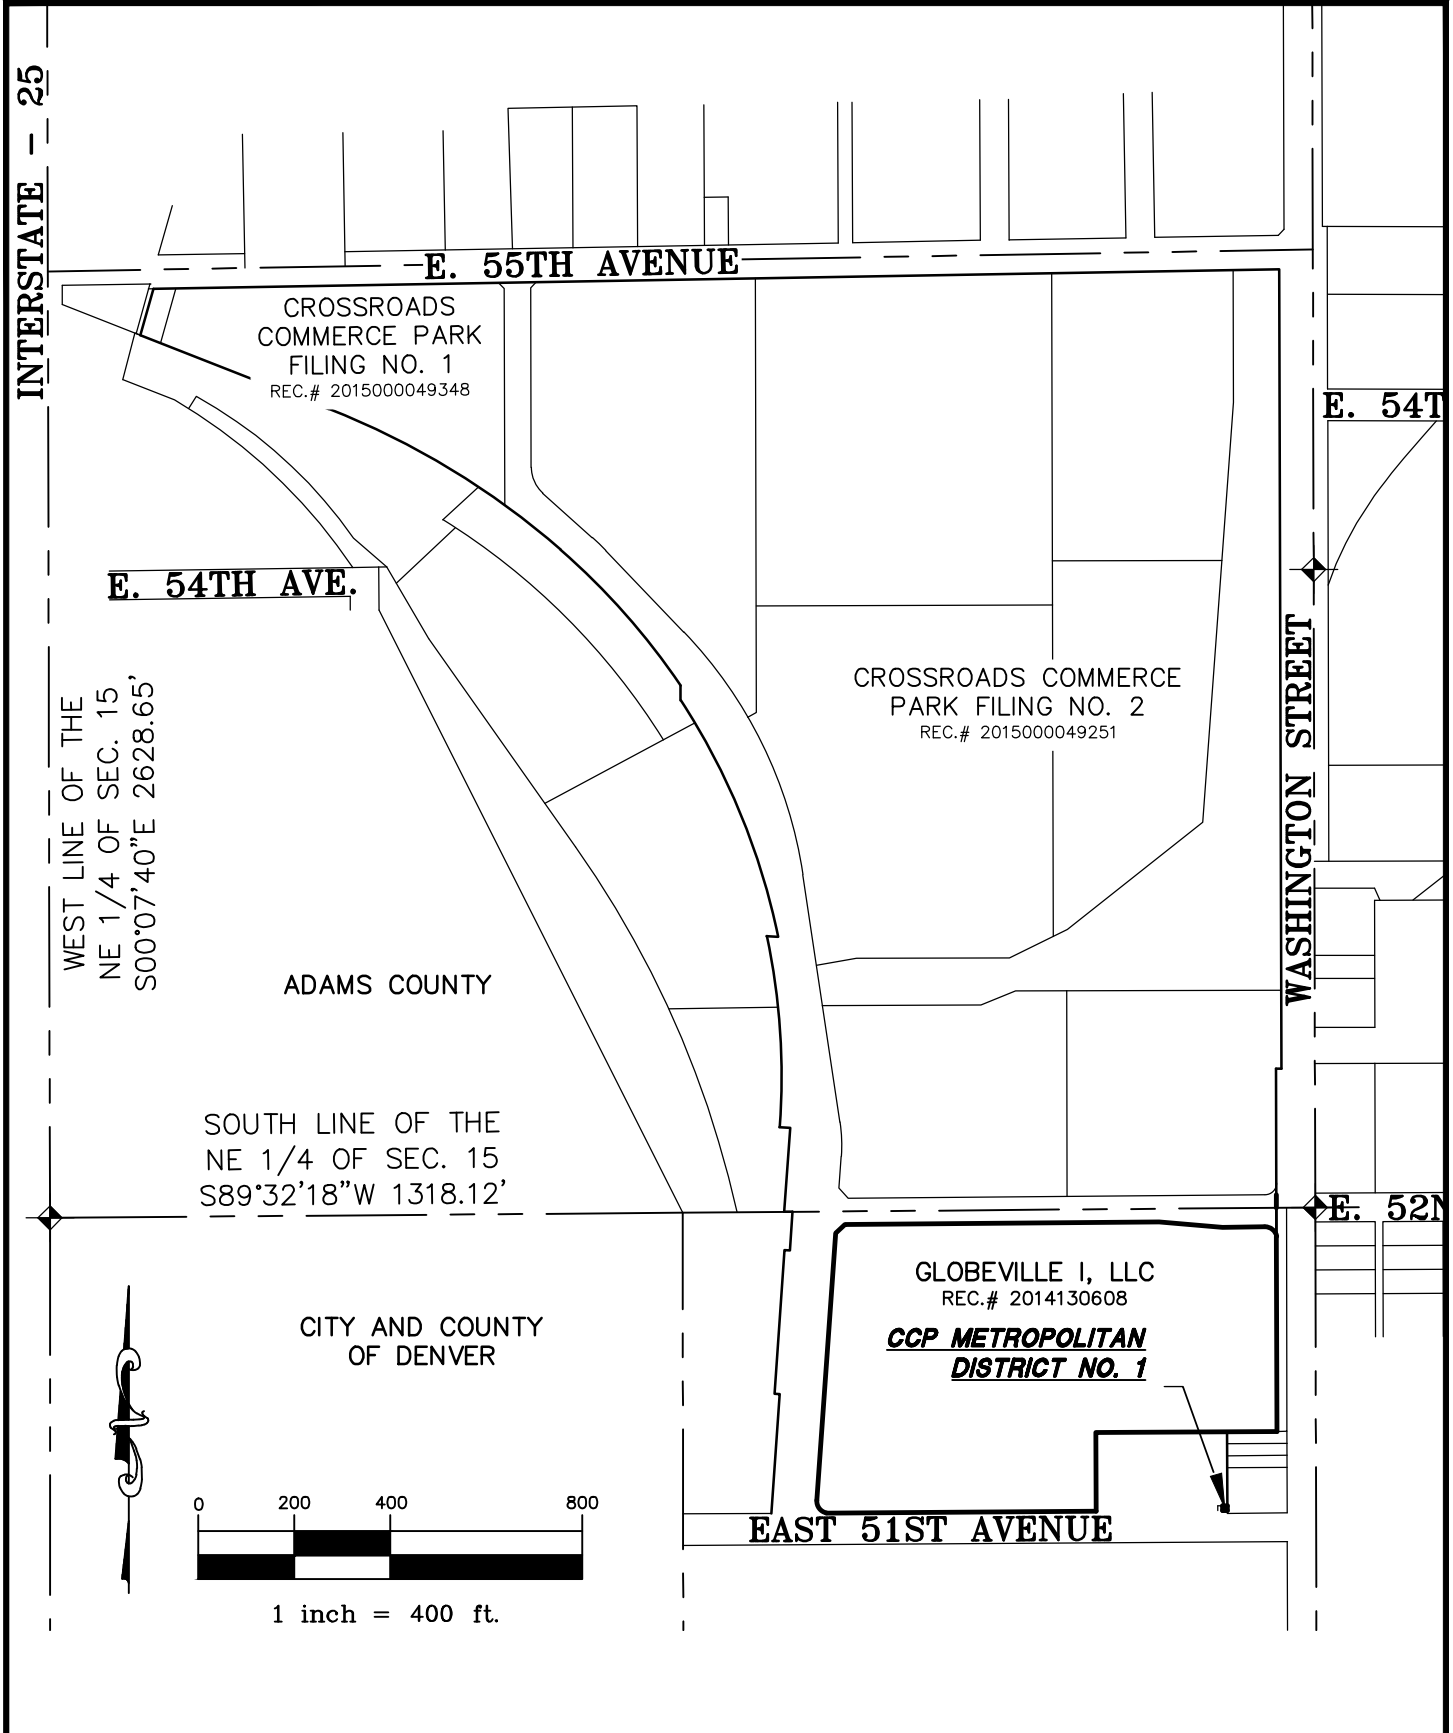 INTERSTATE - 25
E. 55TH AVENUE
CROSSROADS
COMMERCE PARK
FILING NO. 1
REC.# 2015000049348
E. 54T
E. 54TH AVE.
WEST LINE OF THE
NE 1/4 OF SEC. 15
S00°07'40"E 2628.65'
CROSSROADS COMMERCE
PARK FILING NO. 2
REC.# 2015000049251
WASHINGTON STREET
ADAMS COUNTY
SOUTH LINE OF THE
NE 1/4 OF SEC. 15
S89°32'18"W 1318.12'
E. 52N
GLOBEVILLE I, LLC
REC.# 2014130608
CCP METROPOLITAN
DISTRICT NO. 1
CITY AND COUNTY
OF DENVER
0 200 400 800
EAST 51ST AVENUE
1 inch = 400 ft.